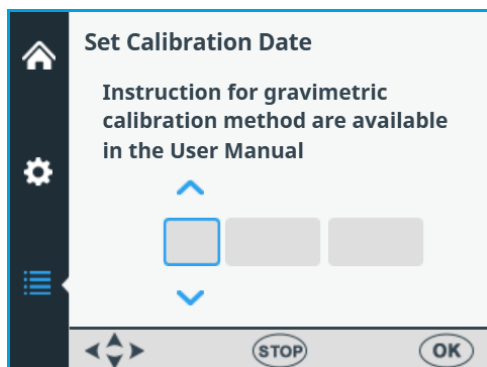 Set Calibration Date
Instruction for gravimetric
calibration method are available
in the User Manual
STOP
OK